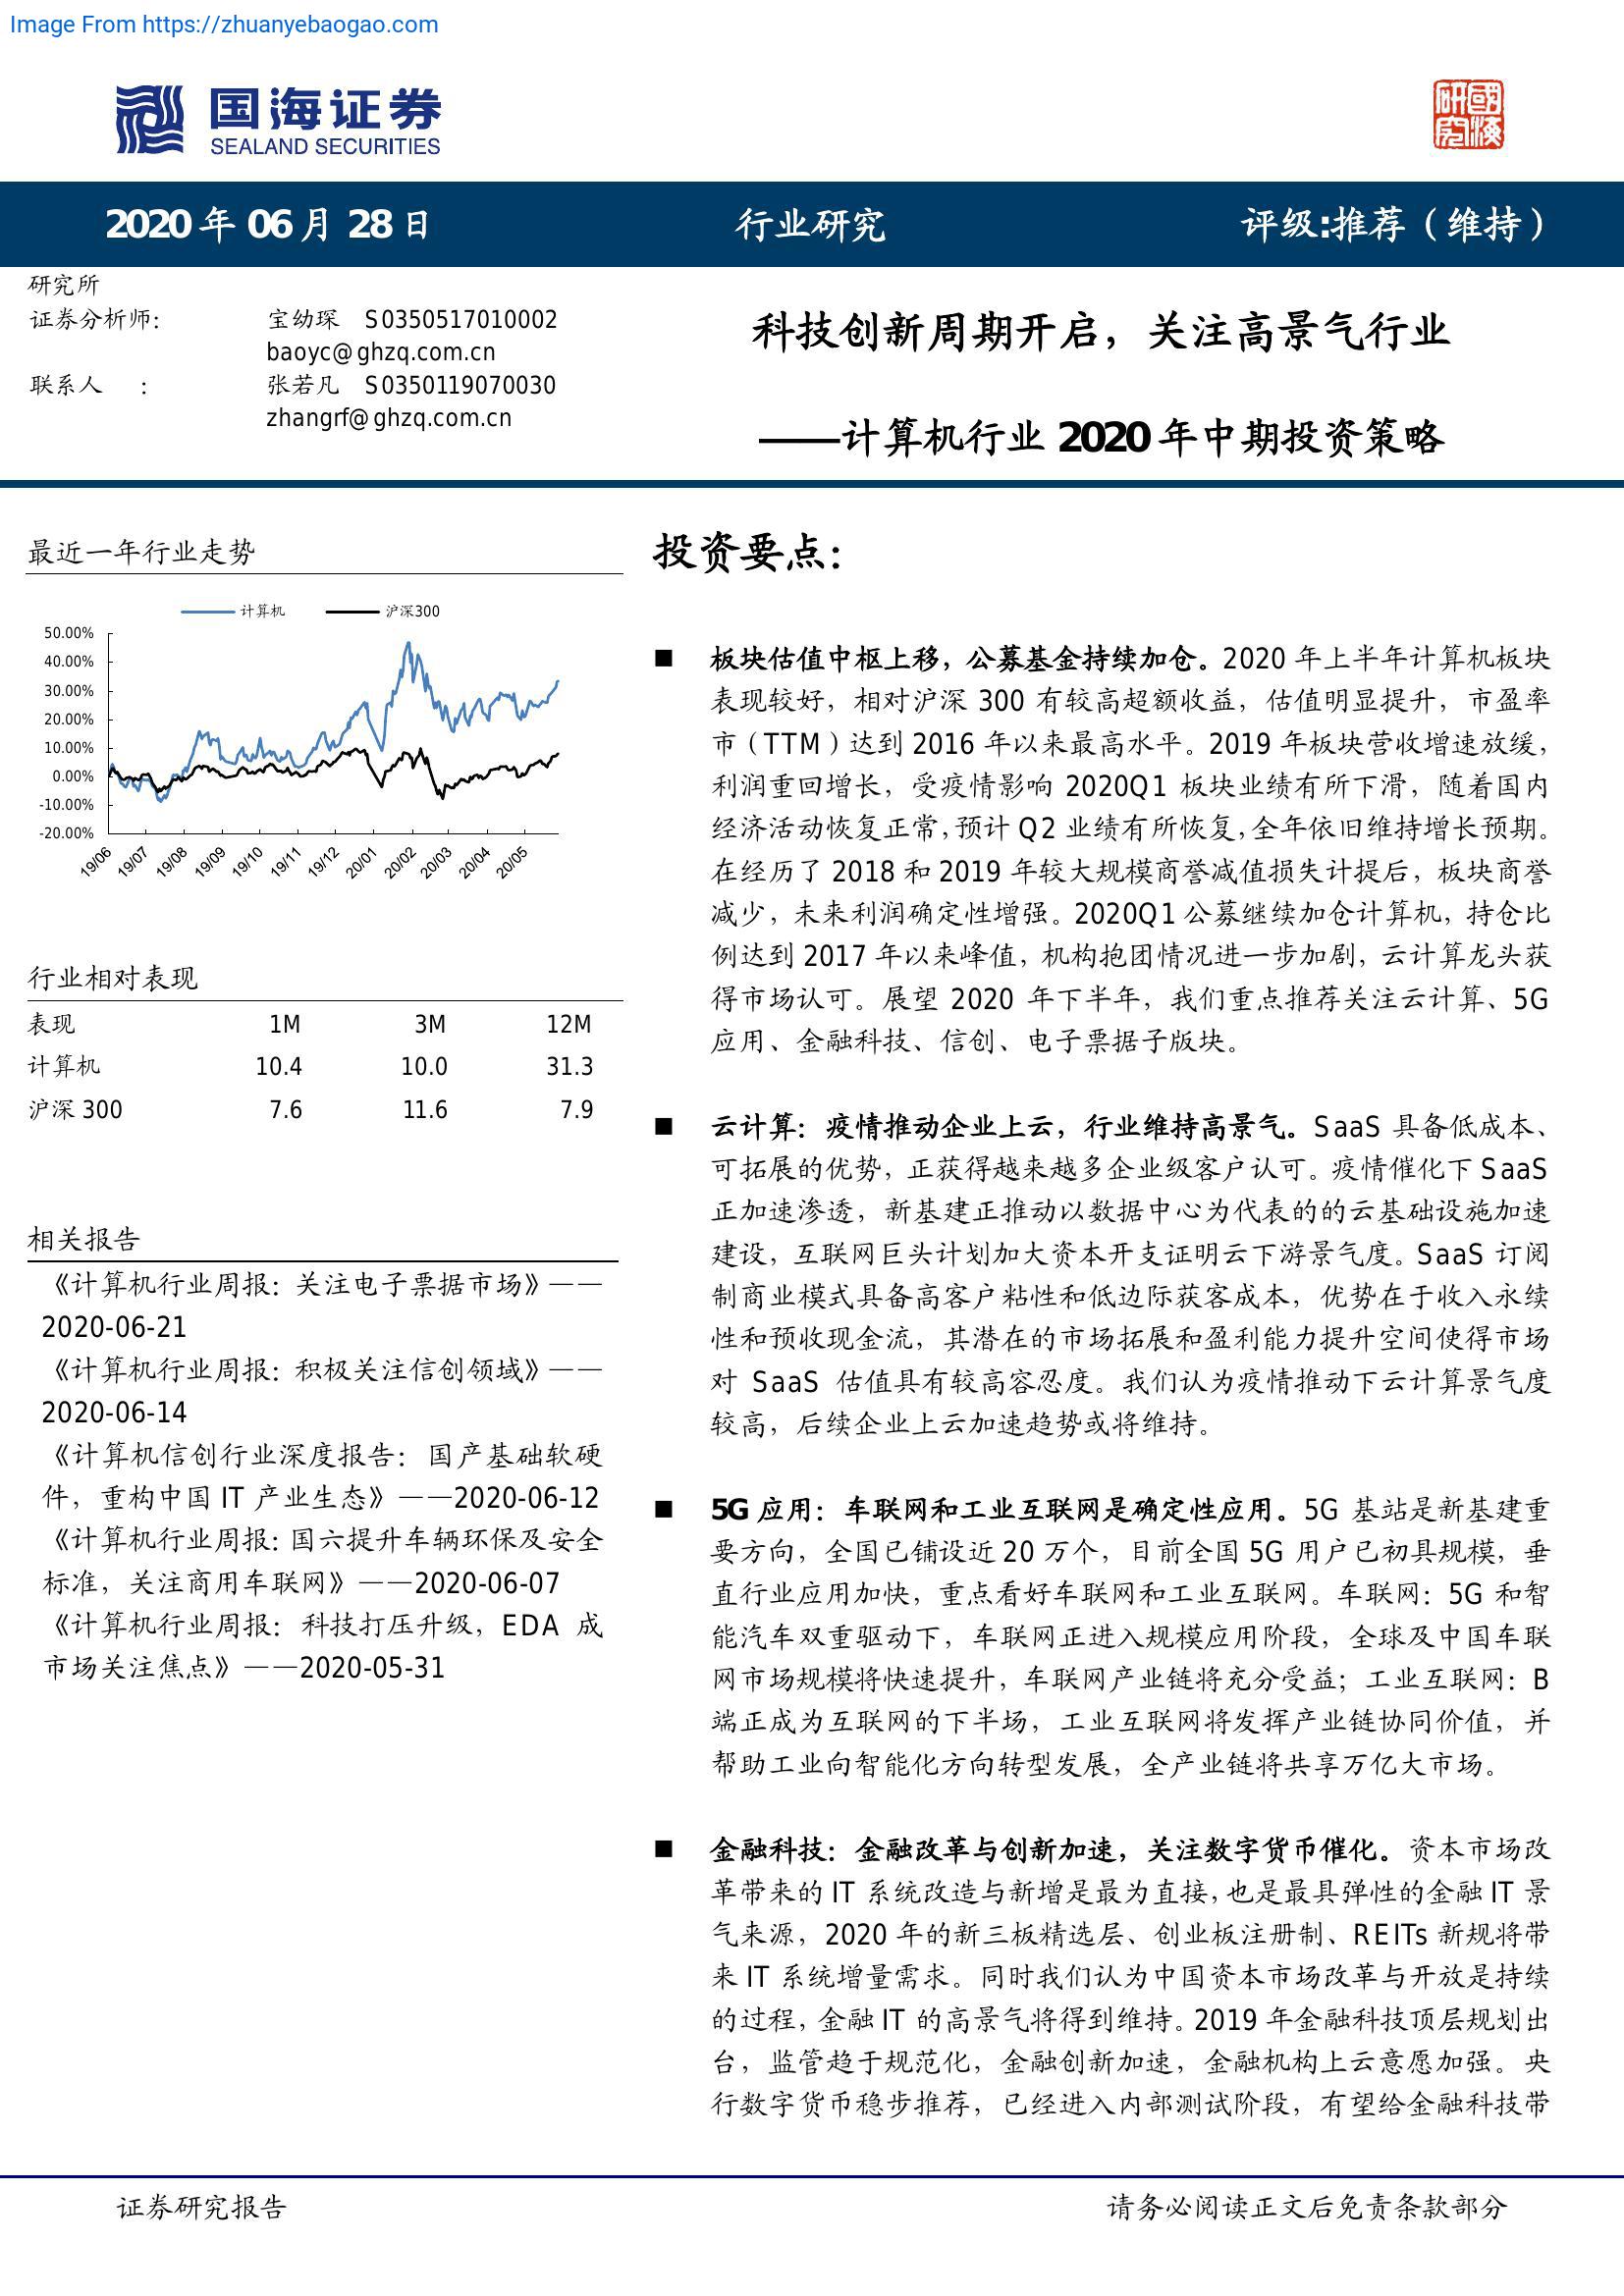 Image From https://zhuanyebaogao.com
国海证券
SEALAND SECURITIES
國海研究
2020 年 06 月 28 日
行业研究
评级:推荐（维持）
研究所
证券分析师:
宝幼琛 S0350517010002
baoyc@ghzq.com.cn
联系人 :
张若凡 S0350119070030
zhangrf@ghzq.com.cn
科技创新周期开启，关注高景气行业
——计算机行业 2020 年中期投资策略
最近一年行业走势
计算机 沪深300
50.00%
40.00%
30.00%
20.00%
10.00%
0.00%
-10.00%
-20.00%
19/06 19/07 19/08 19/09 19/10 19/11 19/12 20/01 20/02 20/03 20/04 20/05
行业相对表现
表现 1M 3M 12M
计算机 10.4 10.0 31.3
沪深 300 7.6 11.6 7.9
相关报告
《计算机行业周报：关注电子票据市场》——
2020-06-21
《计算机行业周报：积极关注信创领域》——
2020-06-14
《计算机信创行业深度报告：国产基础软硬
件，重构中国 IT 产业生态》——2020-06-12
《计算机行业周报：国六提升车辆环保及安全
标准，关注商用车联网》——2020-06-07
《计算机行业周报：科技打压升级，EDA 成
市场关注焦点》——2020-05-31
投资要点：
■ 板块估值中枢上移，公募基金持续加仓。2020 年上半年计算机板块
表现较好，相对沪深 300 有较高超额收益，估值明显提升，市盈率
市（TTM）达到 2016 年以来最高水平。2019 年板块营收增速放缓，
利润重回增长，受疫情影响 2020Q1 板块业绩有所下滑，随着国内
经济活动恢复正常，预计 Q2 业绩有所恢复，全年依旧维持增长预期。
在经历了 2018 和 2019 年较大规模商誉减值损失计提后，板块商誉
减少，未来利润确定性增强。2020Q1 公募继续加仓计算机，持仓比
例达到 2017 年以来峰值，机构抱团情况进一步加剧，云计算龙头获
得市场认可。展望 2020 年下半年，我们重点推荐关注云计算、5G
应用、金融科技、信创、电子票据子版块。
■ 云计算：疫情推动企业上云，行业维持高景气。SaaS 具备低成本、
可拓展的优势，正获得越来越多企业级客户认可。疫情催化下 SaaS
正加速渗透，新基建正推动以数据中心为代表的的云基础设施加速
建设，互联网巨头计划加大资本开支证明云下游景气度。SaaS 订阅
制商业模式具备高客户粘性和低边际获客成本，优势在于收入永续
性和预收现金流，其潜在的市场拓展和盈利能力提升空间使得市场
对 SaaS 估值具有较高容忍度。我们认为疫情推动下云计算景气度
较高，后续企业上云加速趋势或将维持。
■ 5G 应用：车联网和工业互联网是确定性应用。5G 基站是新基建重
要方向，全国已铺设近 20 万个，目前全国 5G 用户已初具规模，垂
直行业应用加快，重点看好车联网和工业互联网。车联网：5G 和智
能汽车双重驱动下，车联网正进入规模应用阶段，全球及中国车联
网市场规模将快速提升，车联网产业链将充分受益；工业互联网：B
端正成为互联网的下半场，工业互联网将发挥产业链协同价值，并
帮助工业向智能化方向转型发展，全产业链将共享万亿大市场。
■ 金融科技：金融改革与创新加速，关注数字货币催化。资本市场改
革带来的 IT 系统改造与新增是最为直接，也是最具弹性的金融 IT 景
气来源，2020 年的新三板精选层、创业板注册制、REITs 新规将带
来 IT 系统增量需求。同时我们认为中国资本市场改革与开放是持续
的过程，金融 IT 的高景气将得到维持。2019 年金融科技顶层规划出
台，监管趋于规范化，金融创新加速，金融机构上云意愿加强。央
行数字货币稳步推荐，已经进入内部测试阶段，有望给金融科技带
证券研究报告
请务必阅读正文后免责条款部分